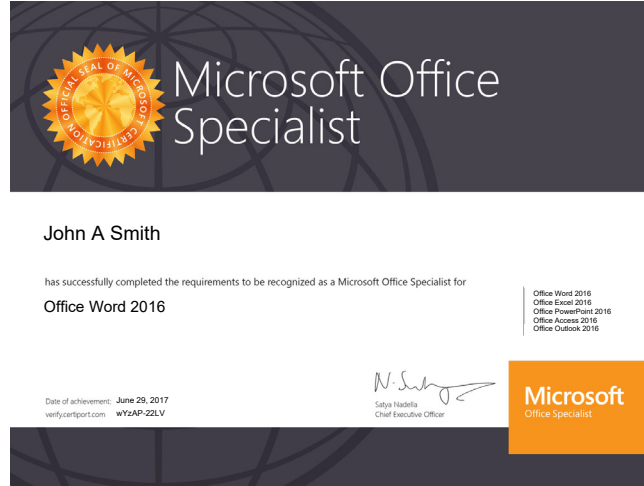 OFFICIAL SEAL OF MICROSOFT CERTIFICATION
Microsoft Office
Specialist
John A Smith
has successfully completed the requirements to be recognized as a Microsoft Office Specialist for
Office Word 2016
Office Word 2016
Office Excel 2016
Office PowerPoint 2016
Office Access 2016
Office Outlook 2016
Date of achievement: June 29, 2017
verify.certiport.com wYzAP-22LV
Satya Nadella
Chief Executive Officer
Microsoft
Office Specialist